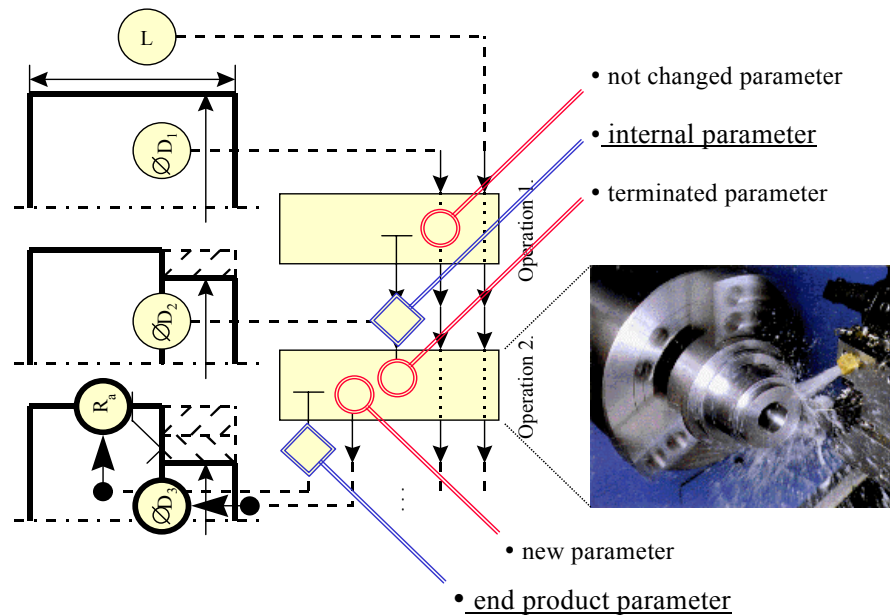 L
• not changed parameter
• internal parameter
ØD1
• terminated parameter
Operation 1.
ØD2
Operation 2.
Ra
ØD3
...
• new parameter
• end product parameter